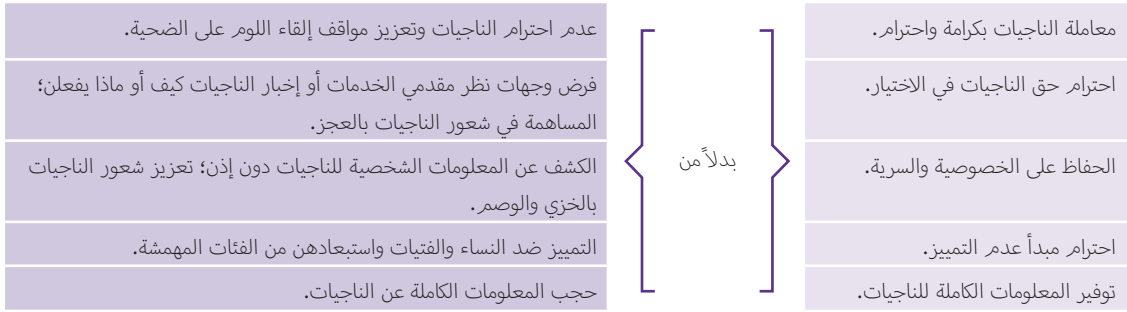 معاملة الناجيات بكرامة واحترام.
احترام حق الناجيات في الاختيار.
الحفاظ على الخصوصية والسرية.
احترام مبدأ عدم التمييز.
توفير المعلومات الكاملة للناجيات.
بدلاً من
عدم احترام الناجيات وتعزيز مواقف إلقاء اللوم على الضحية.
فرض وجهات نظر مقدمي الخدمات أو إخبار الناجيات كيف أو ماذا يفعلن؛
المساهمة في شعور الناجيات بالعجز.
الكشف عن المعلومات الشخصية للناجيات دون إذن؛ تعزيز شعور الناجيات
بالخزي والوصم.
التمييز ضد النساء والفتيات واستبعادهن من الفئات المهمشة.
حجب المعلومات الكاملة عن الناجيات.